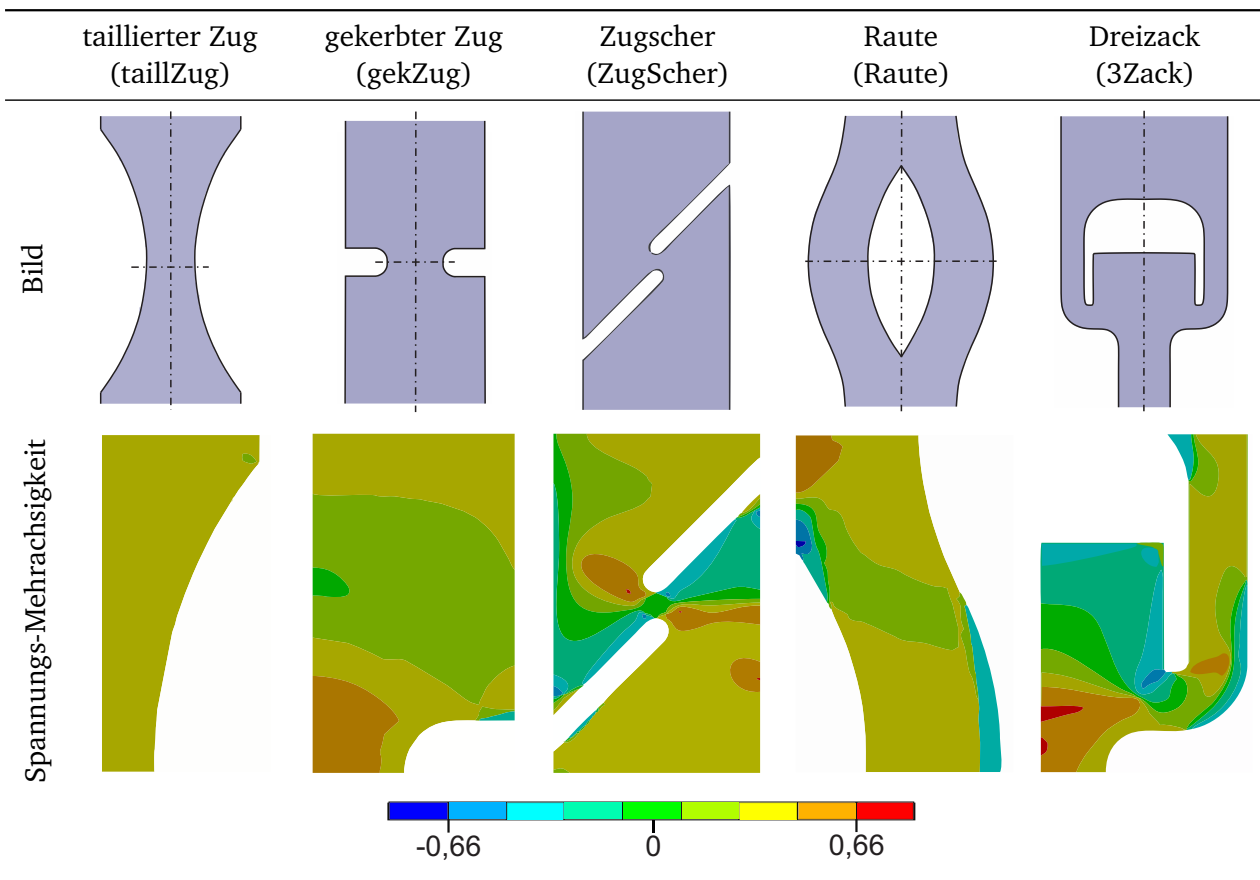 taillierter Zug
(taillZug)
gekerbter Zug
(gekZug)
Zugscher
(ZugScher)
Raute
(Raute)
Dreizack
(3Zack)
Bild
Spannungs-Mehrachsigkeit
-0,66
0
0,66